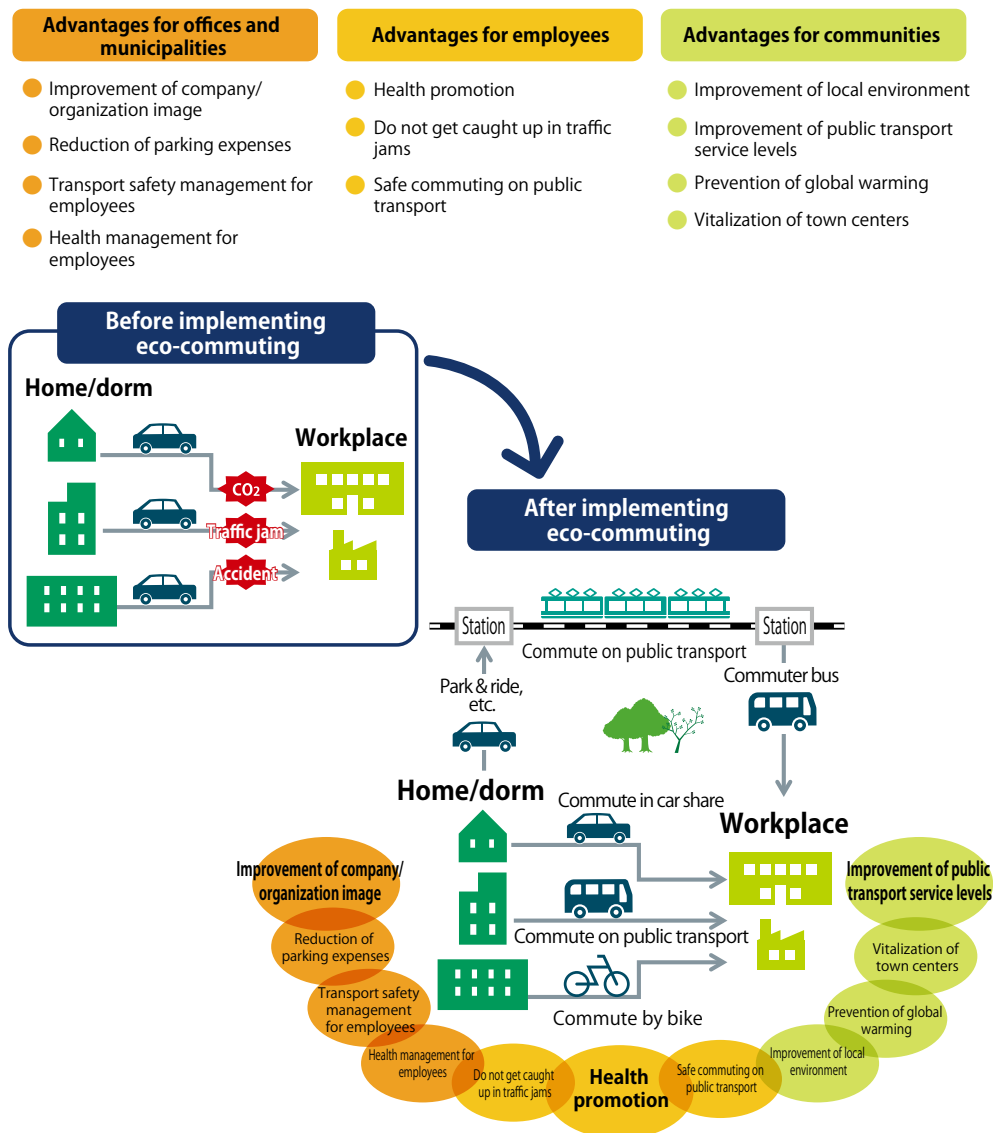 Advantages for offices and
municipalities
Improvement of company/
organization image
Reduction of parking expenses
Transport safety management for
employees
Health management for
employees
Advantages for employees
Health promotion
Do not get caught up in traffic
jams
Safe commuting on public
transport
Advantages for communities
Improvement of local environment
Improvement of public transport
service levels
Prevention of global warming
Vitalization of town centers
Before implementing
eco-commuting
Home/dorm
Workplace
CO2
Traffic jam
Accident
After implementing
eco-commuting
Station
Station
Commute on public transport
Park & ride,
etc.
Commuter bus
Home/dorm
Commute in car share
Workplace
Commute on public transport
Commute by bike
Improvement of company/
organization image
Reduction of
parking expenses
Transport safety
management
for employees
Health management for
employees
Do not get caught
up in traffic jams
Health
promotion
Safe commuting on
public transport
Improvement of local
environment
Prevention of global
warming
Vitalization of
town centers
Improvement of public
transport service levels